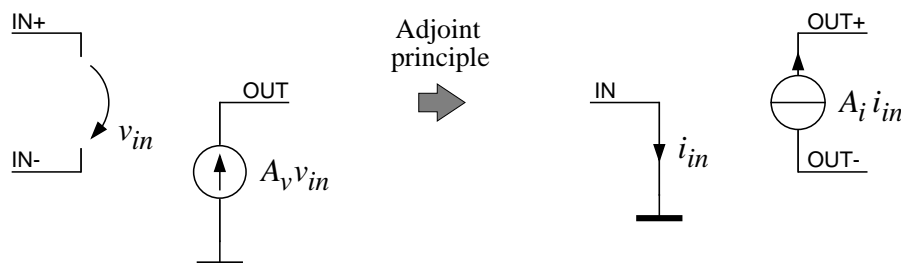 IN+
v_in
IN-
OUT
A_v v_in
Adjoint
principle
IN
i_in
OUT+
A_i i_in
OUT-